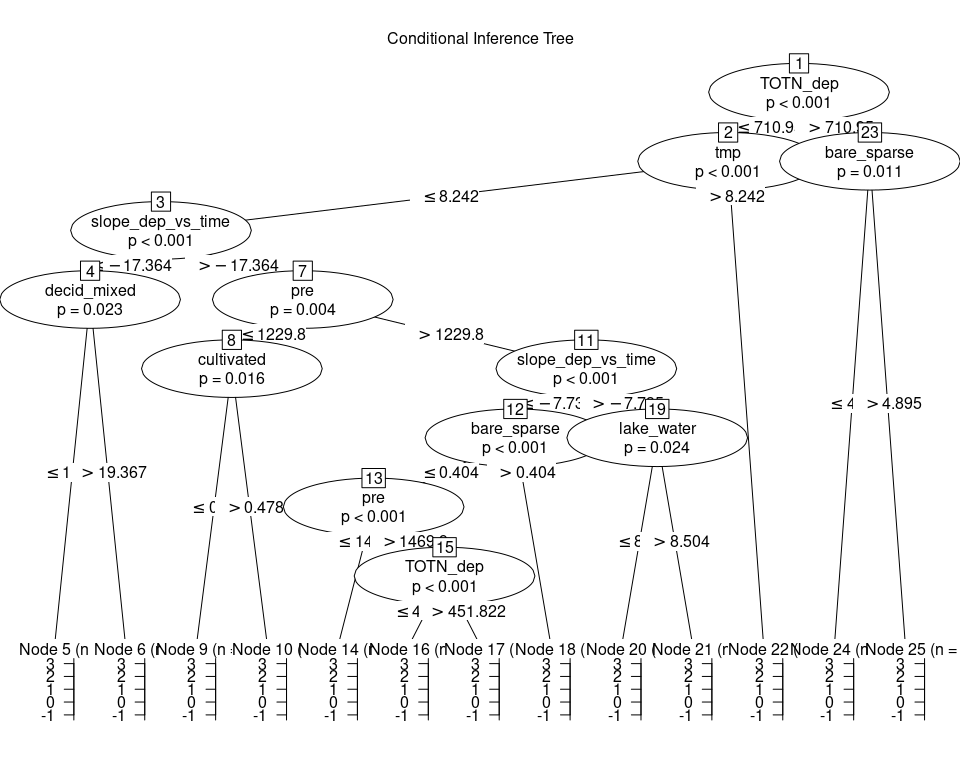 Conditional Inference Tree
1
TOTN_dep
p < 0.001
≤ 710.9 > 710.
2
tmp
p < 0.001
23
bare_sparse
p = 0.011
≤ 8.242 > 8.242
3
slope_dep_vs_time
p < 0.001
≤ − 17.364 > − 17.364
4
decid_mixed
p = 0.023
7
pre
p = 0.004
≤ 1229.8 > 1229.8
8
cultivated
p = 0.016
11
slope_dep_vs_time
p < 0.001
≤ − 7.73 > − 7.7
≤ 4 > 4.895
12
bare_sparse
p < 0.001
19
lake_water
p = 0.024
≤ 1 > 19.367
≤ 0.404 > 0.404
13
pre
p < 0.001
≤ 0 > 0.478
≤ 14 > 1469
≤ 8 > 8.504
15
TOTN_dep
p < 0.001
≤ 4 > 451.822
Node 5 (n Node 6 ( Node 9 (n Node 10 ( Node 14 ( Node 16 ( Node 17 ( Node 18 ( Node 20 ( Node 21 ( Node 22 Node 24 ( Node 25 (n =
3 3 3 3 3 3 3 3 3 3 3 3 3
2 2 2 2 2 2 2 2 2 2 2 2 2
1 1 1 1 1 1 1 1 1 1 1 1 1
0 0 0 0 0 0 0 0 0 0 0 0 0
-1 -1 -1 -1 -1 -1 -1 -1 -1 -1 -1 -1 -1